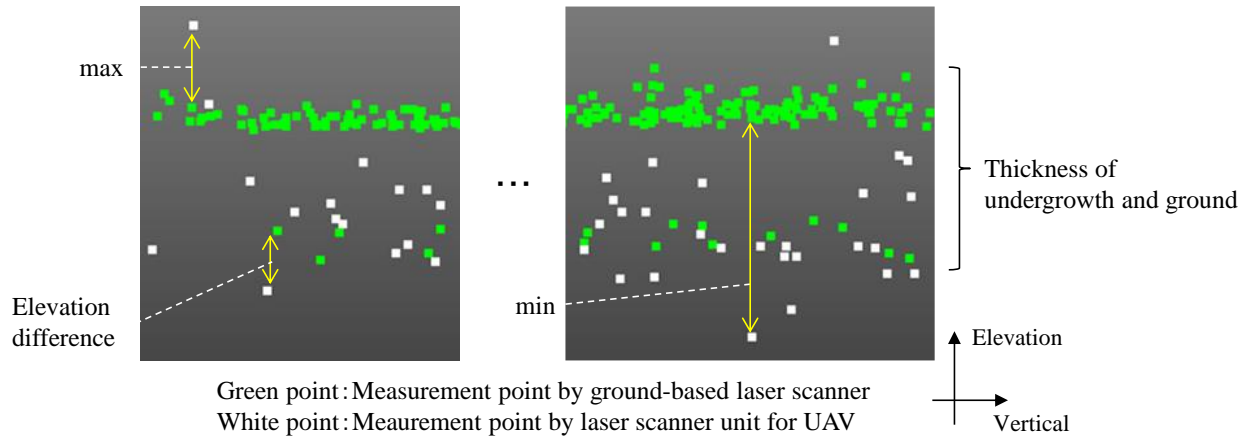 max
...
Thickness of
undergrowth and ground
Elevation
difference
min
Elevation
Green point：Measurement point by ground-based laser scanner
White point：Meaurement point by laser scanner unit for UAV
Vertical